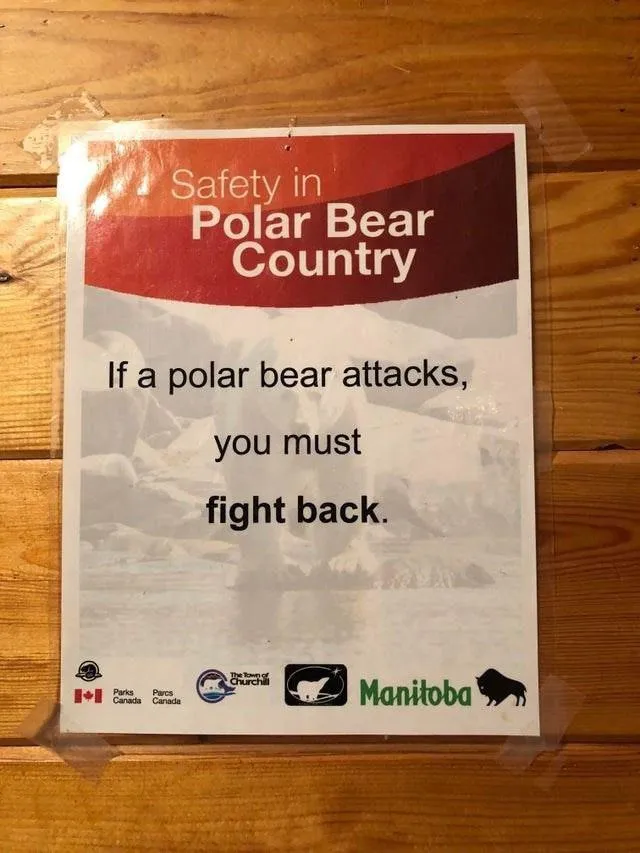 Safety in
Polar Bear
Country
If a polar bear attacks,
you must
fight back.
Parks Parcs
Canada Canada
The Town of
Churchill
Manitoba